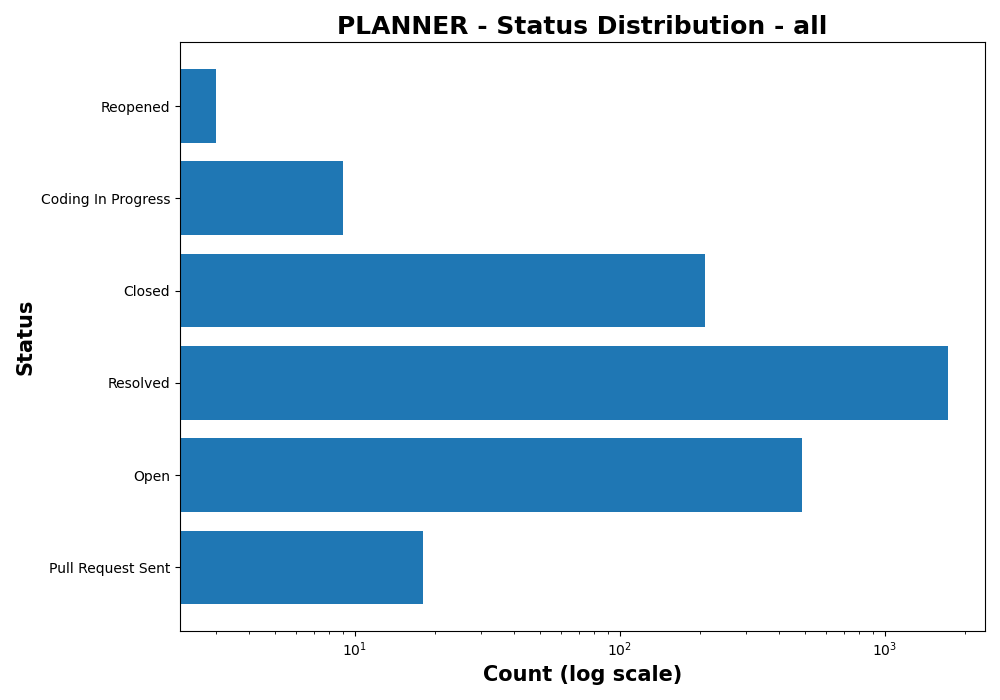 PLANNER - Status Distribution - all
Reopened
Coding In Progress
Closed
Resolved
Open
Pull Request Sent
Status
10¹
10²
10³
Count (log scale)